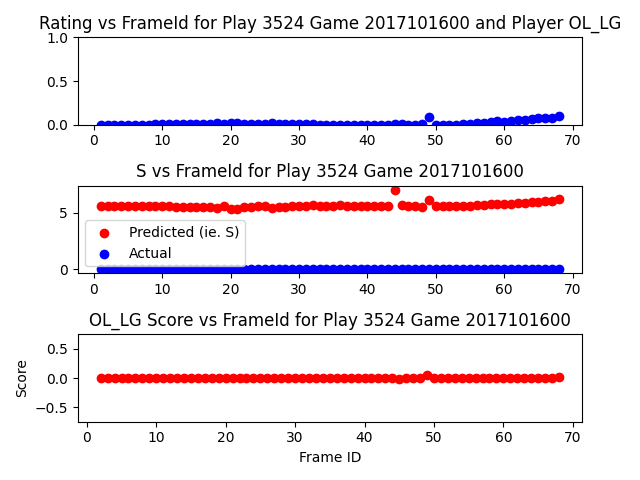 Rating vs FrameId for Play 3524 Game 2017101600 and Player OL_LG
1.0
0.5
0.0
0 10 20 30 40 50 60 70
S vs FrameId for Play 3524 Game 2017101600
5
0
Predicted (ie. S)
Actual
0 10 20 30 40 50 60 70
OL_LG Score vs FrameId for Play 3524 Game 2017101600
Score
0.5
0.0
−0.5
0 10 20 30 40 50 60 70
Frame ID